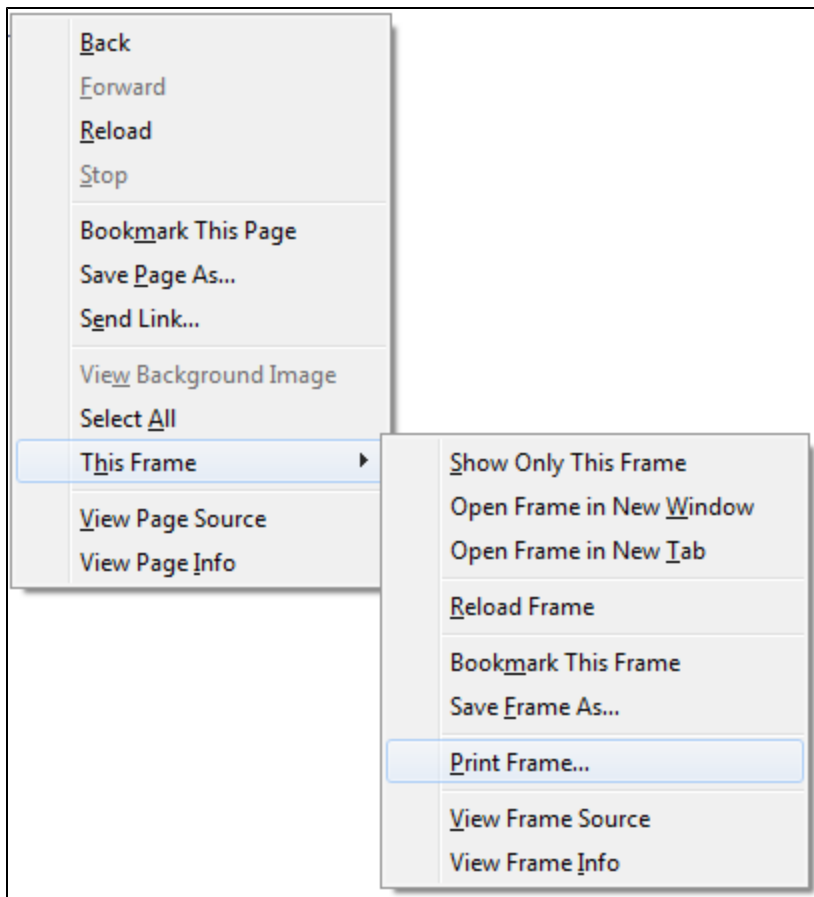 Back
Forward
Reload
Stop
Bookmark This Page
Save Page As...
Send Link...
View Background Image
Select All
This Frame
View Page Source
View Page Info
Show Only This Frame
Open Frame in New Window
Open Frame in New Tab
Reload Frame
Bookmark This Frame
Save Frame As...
Print Frame...
View Frame Source
View Frame Info